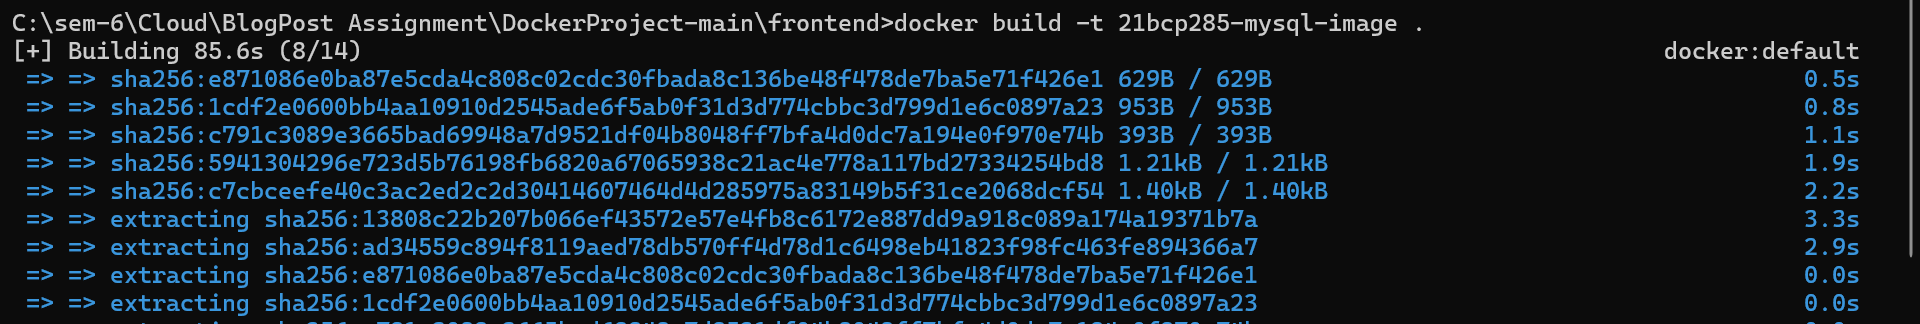 C:\sem-6\Cloud\BlogPost Assignment\DockerProject-main\frontend>docker build -t 21bcp285-mysql-image .
[+] Building 85.6s (8/14) docker:default
=> => sha256:e871086e0ba87e5cda4c808c02cdc30fbada8c136be48f478de7ba5e71f426e1 629B / 629B 0.5s
=> => sha256:1cdf2e0600bb4aa10910d2545ade6f5ab0f31d3d774cbbc3d799d1e6c0897a23 953B / 953B 0.8s
=> => sha256:c791c3089e3665bad69948a7d9521df04b8048ff7bfa4d0dc7a194e0f970e74b 393B / 393B 1.1s
=> => sha256:5941304296e723d5b76198fb6820a67065938c21ac4e778a117bd27334254bd8 1.21kB / 1.21kB 1.9s
=> => sha256:c7cbceefe40c3ac2ed2c2d30414607464d4d285975a83149b5f31ce2068dcf54 1.40kB / 1.40kB 2.2s
=> => extracting sha256:13808c22b207b066ef43572e57e4fb8c6172e887dd9a918c089a174a19371b7a 3.3s
=> => extracting sha256:ad34559c894f8119aed78db570ff4d78d1c6498eb41823f98fc463fe894366a7 2.9s
=> => extracting sha256:e871086e0ba87e5cda4c808c02cdc30fbada8c136be48f478de7ba5e71f426e1 0.0s
=> => extracting sha256:1cdf2e0600bb4aa10910d2545ade6f5ab0f31d3d774cbbc3d799d1e6c0897a23 0.0s